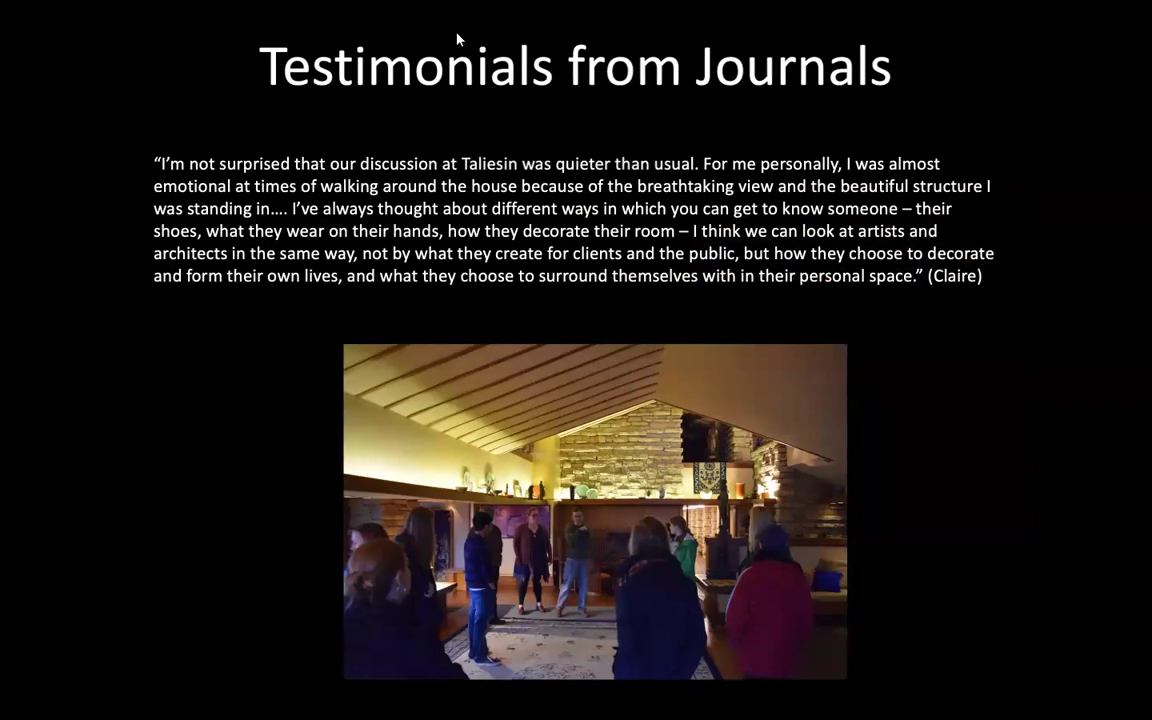 Testimonials from Journals
“I’m not surprised that our discussion at Taliesin was quieter than usual. For me personally, I was almost
emotional at times of walking around the house because of the breathtaking view and the beautiful structure I
was standing in…. I’ve always thought about different ways in which you can get to know someone – their
shoes, what they wear on their hands, how they decorate their room – I think we can look at artists and
architects in the same way, not by what they create for clients and the public, but how they choose to decorate
and form their own lives, and what they choose to surround themselves with in their personal space.” (Claire)